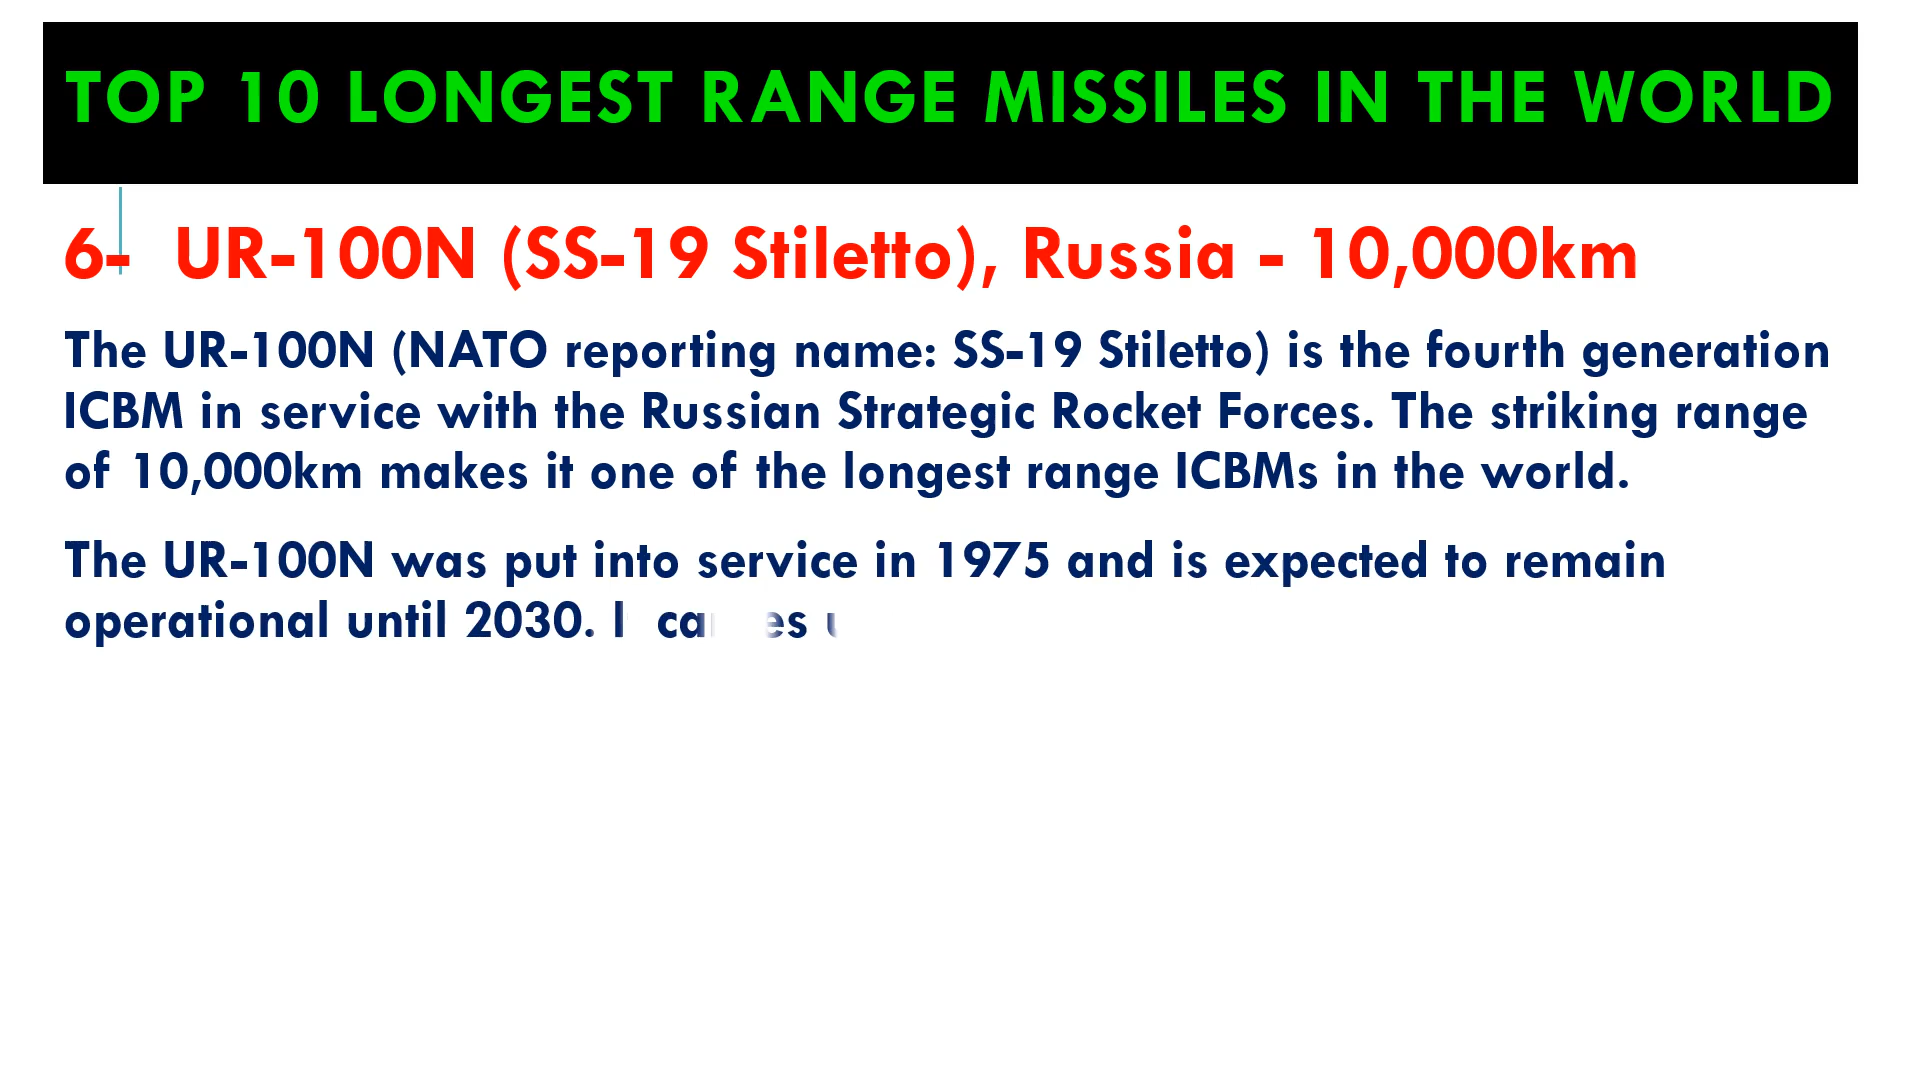 TOP 10 LONGEST RANGE MISSILES IN THE WORLD
6- UR-100N (SS-19 Stiletto), Russia - 10,000km
The UR-100N (NATO reporting name: SS-19 Stiletto) is the fourth generation
ICBM in service with the Russian Strategic Rocket Forces. The striking range
of 10,000km makes it one of the longest range ICBMs in the world.
The UR-100N was put into service in 1975 and is expected to remain
operational until 2030.